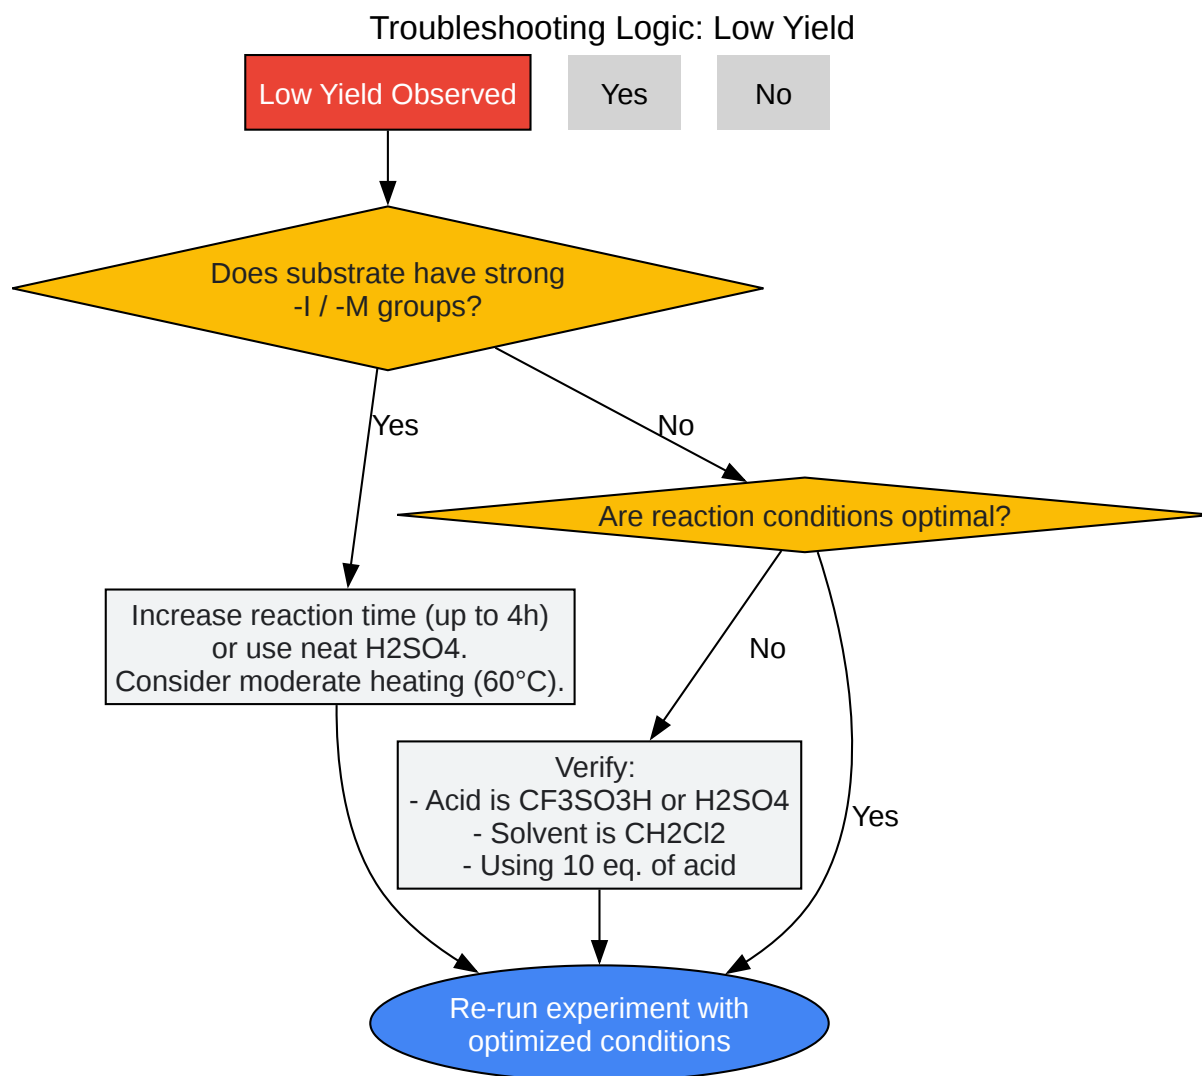 Troubleshooting Logic: Low Yield
Low Yield Observed
Yes
No
Does substrate have strong
-I / -M groups?
Yes
No
Are reaction conditions optimal?
Increase reaction time (up to 4h)
or use neat H2SO4.
Consider moderate heating (60°C).
No
Verify:
- Acid is CF3SO3H or H2SO4
- Solvent is CH2Cl2
- Using 10 eq. of acid
Yes
Re-run experiment with
optimized conditions